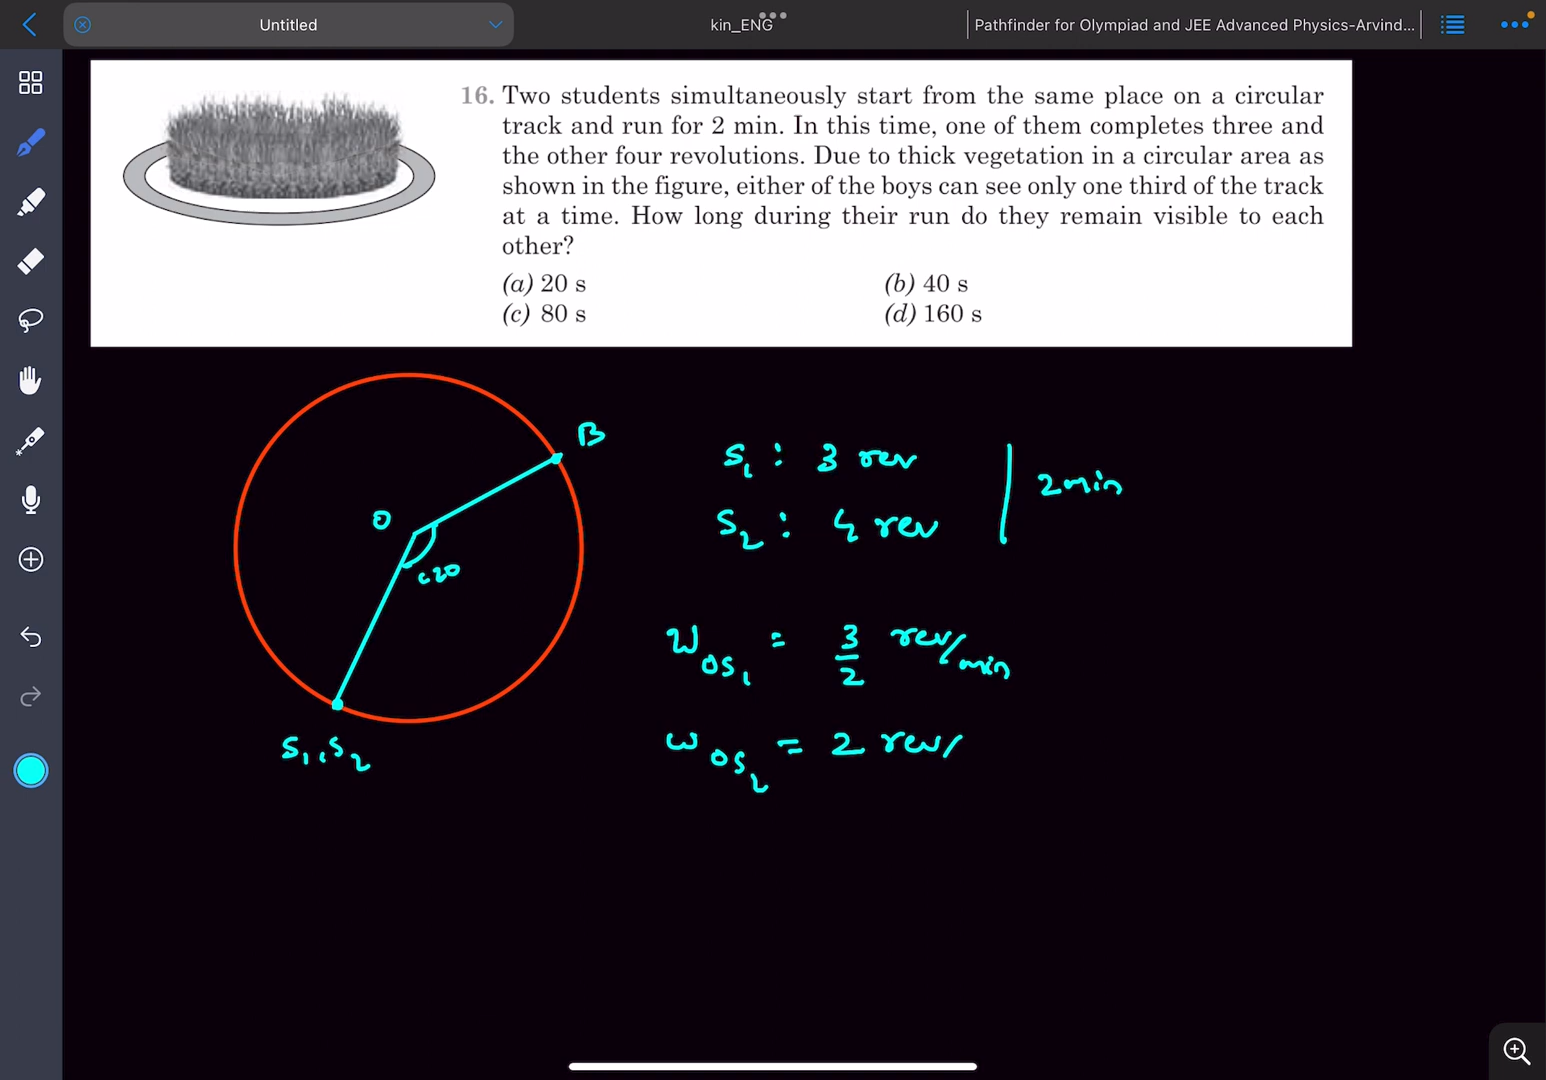 Untitled
kin_ENG
Pathfinder for Olympiad and JEE Advanced Physics-Arvind...
16. Two students simultaneously start from the same place on a circular
track and run for 2 min. In this time, one of them completes three and
the other four revolutions. Due to thick vegetation in a circular area as
shown in the figure, either of the boys can see only one third of the track
at a time. How long during their run do they remain visible to each
other?
(a) 20 s (b) 40 s
(c) 80 s (d) 160 s
B
O
120
S₁, S₂
S₁ : 3 rev
S₂ : 4 rev
2min
ω_OS₁ = 3/2 rev/min
ω_OS₂ = 2 rev/